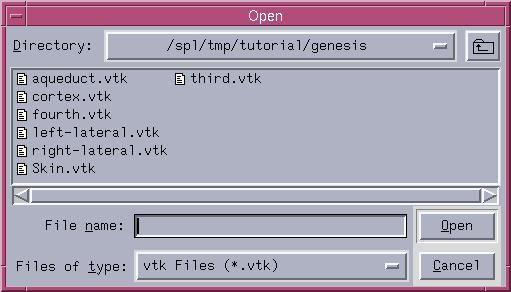 Open
Directory: /spl/tmp/tutorial/genesis
aqueduct.vtk third.vtk
cortex.vtk
fourth.vtk
left-lateral.vtk
right-lateral.vtk
Skin.vtk
File name: Open
Files of type: vtk Files (*.vtk) Cancel